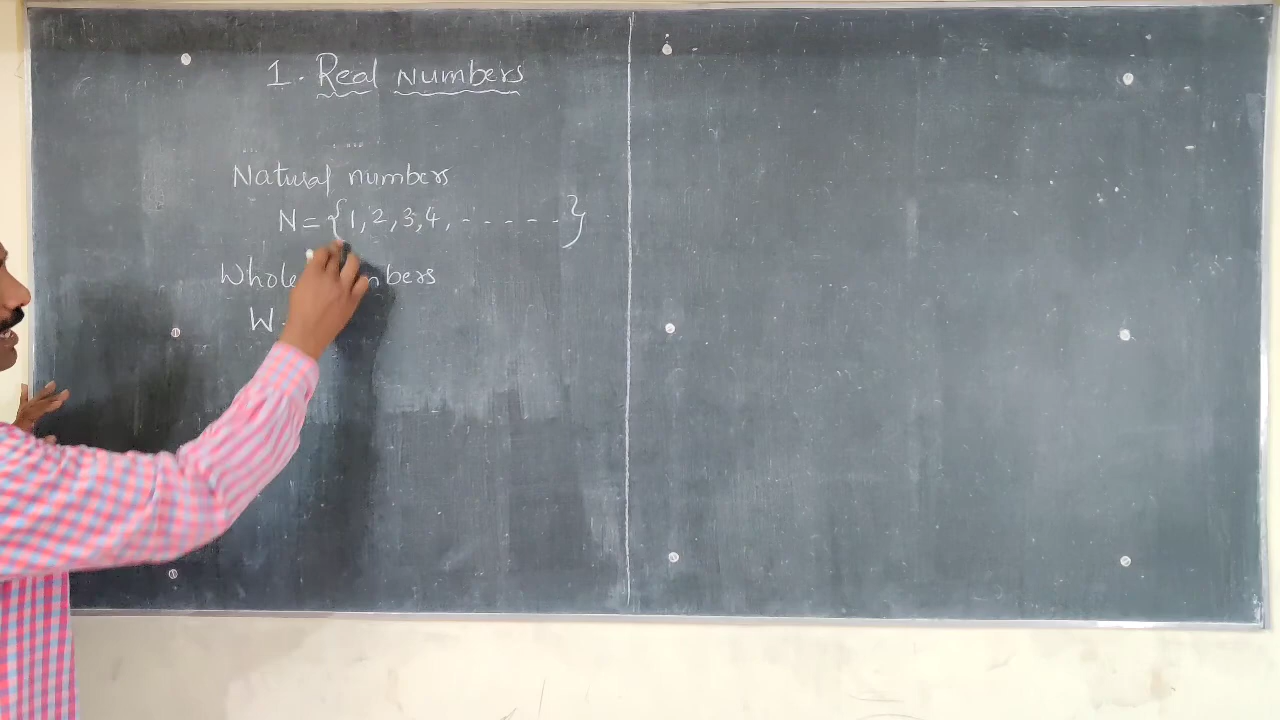 1. Real Numbers
Natural numbers
N = {1, 2, 3, 4, - - - - - }
Whole
W